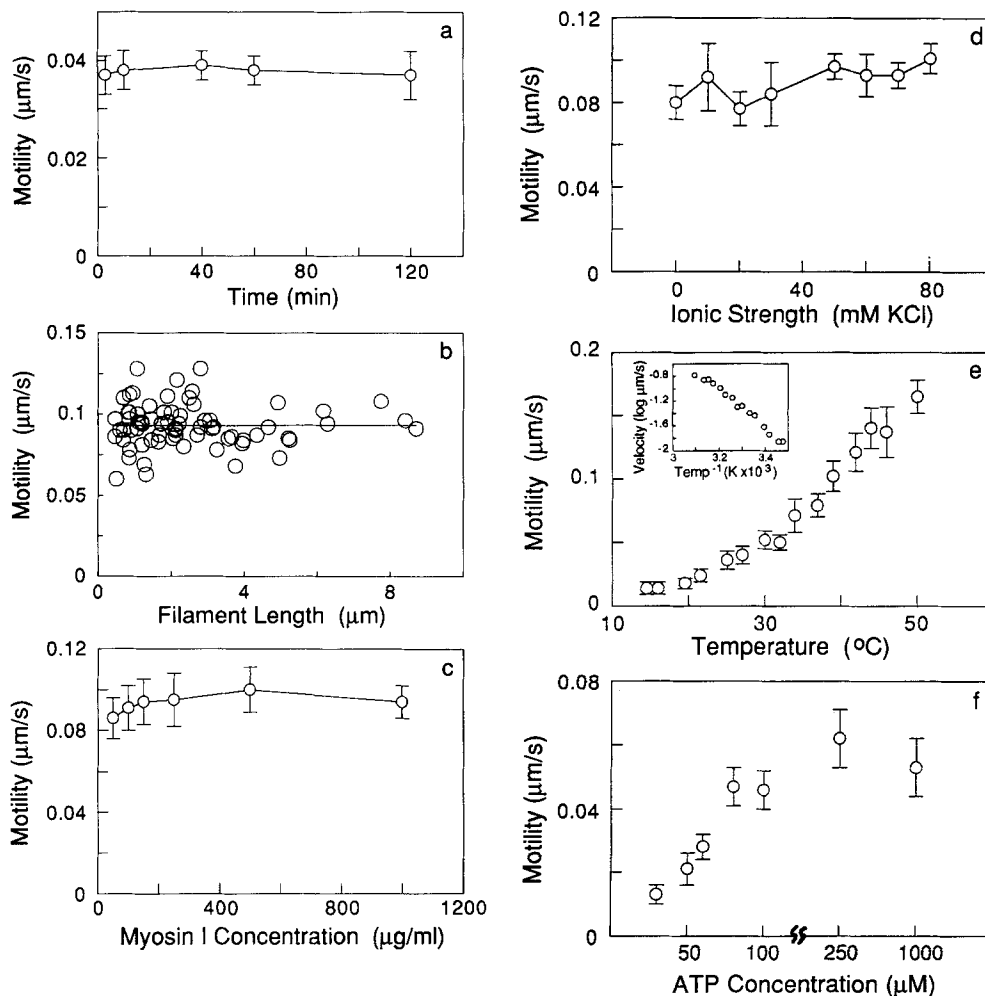 a
Motility (µm/s)
0.04
0.02
0
0 40 80 120
Time (min)
b
Motility (µm/s)
0.15
0.1
0.05
0
0 4 8
Filament Length (µm)
c
Motility (µm/s)
0.12
0.08
0.04
0
0 400 800 1200
Myosin I Concentration (µg/ml)
d
Motility (µm/s)
0.12
0.08
0.04
0
0 40 80
Ionic Strength (mM KCl)
e
Motility (µm/s)
0.2
0.1
0
10 30 50
Temperature (ºC)
Velocity (log µm/s)
-0.8
-1.2
-1.6
-2
3 3.2 3.4
Temp⁻¹ (K x10³)
f
Motility (µm/s)
0.08
0.04
0
50 100 250 1000
ATP Concentration (µM)